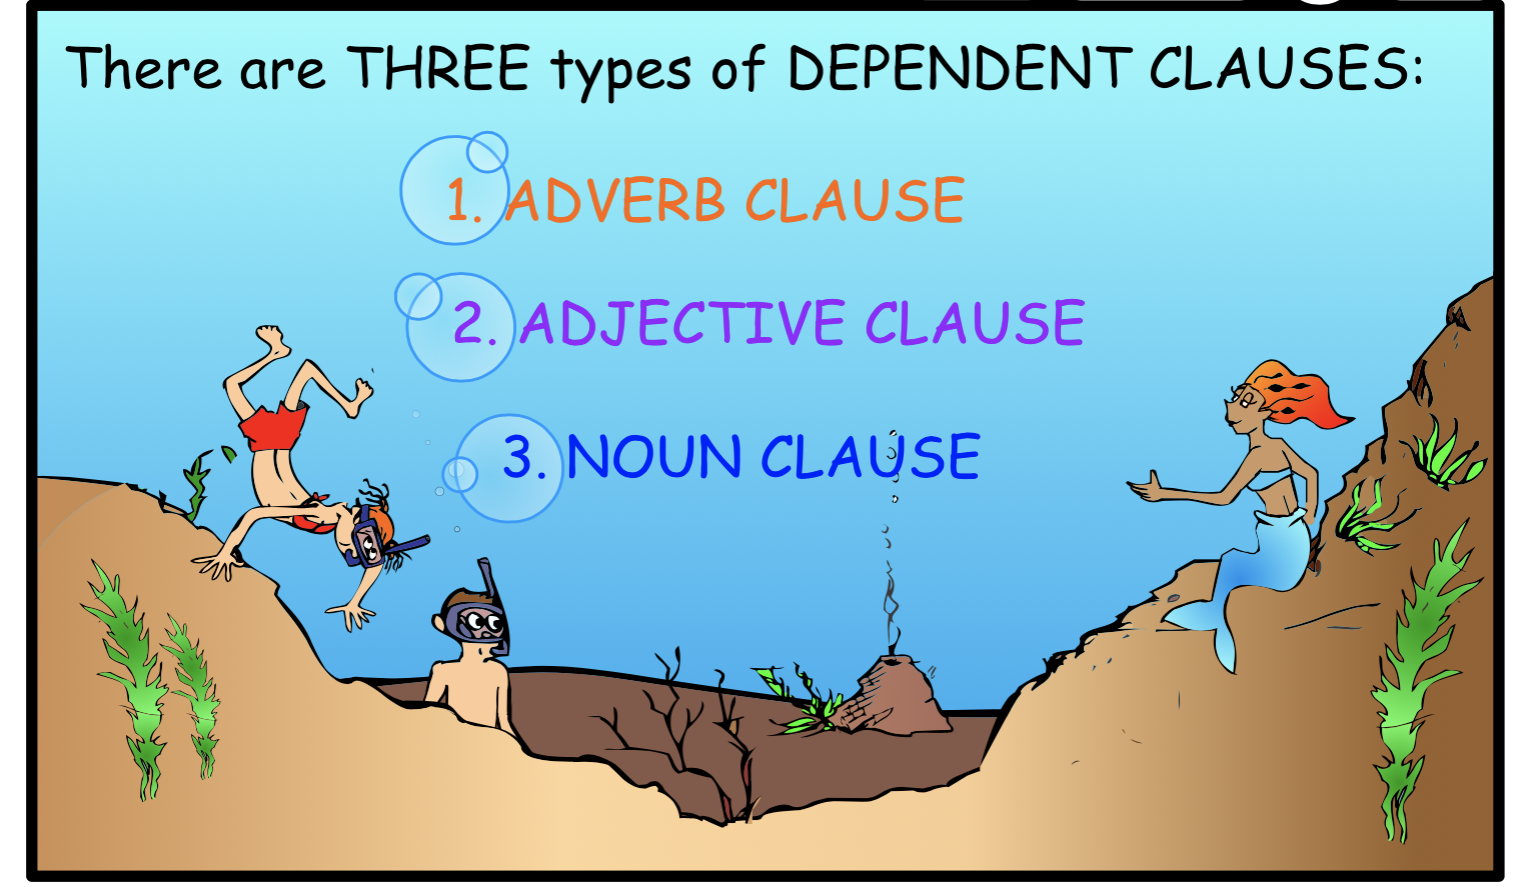 There are THREE types of DEPENDENT CLAUSES:
1. ADVERB CLAUSE
2. ADJECTIVE CLAUSE
3. NOUN CLAUSE